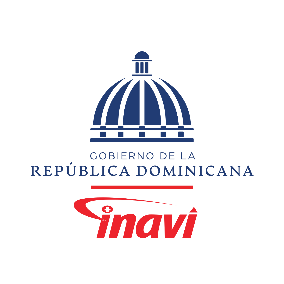 GOBIERNO DE LA
REPÚBLICA DOMINICANA
inavi